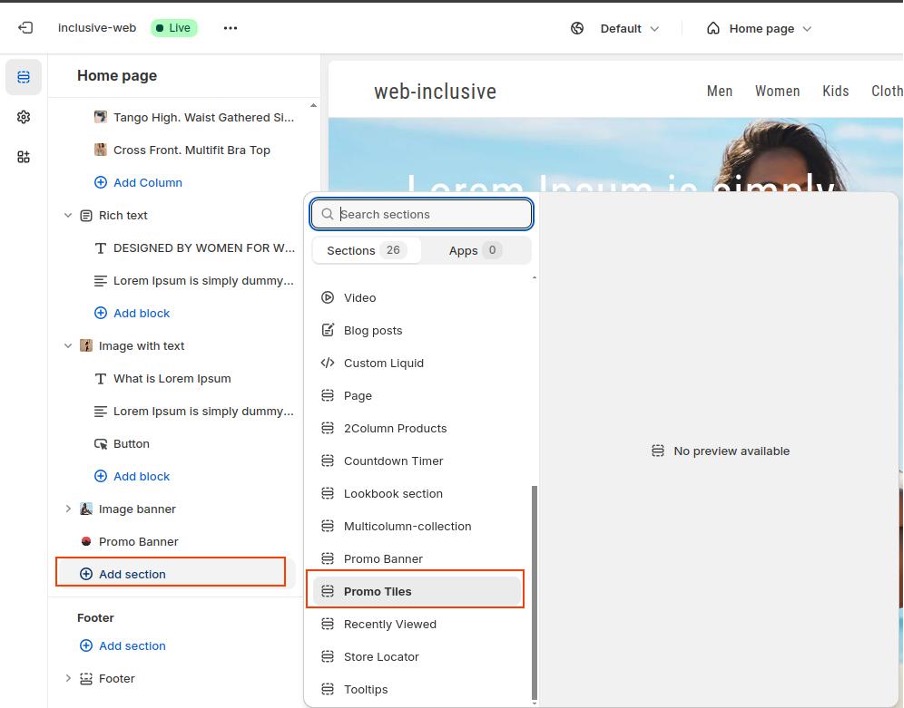 inclusive-web
Live
Default
Home page
Home page
Tango High. Waist Gathered Si...
Cross Front. Multifit Bra Top
Add Column
Rich text
DESIGNED BY WOMEN FOR W...
Lorem Ipsum is simply dummy...
Add block
Image with text
What is Lorem Ipsum
Lorem Ipsum is simply dummy...
Button
Add block
Image banner
Promo Banner
Add section
Footer
Add section
Footer
web-inclusive
Men Women Kids Cloth
Lorem Ipsum is simply
Search sections
Sections 26 Apps 0
Video
Blog posts
Custom Liquid
Page
2Column Products
Countdown Timer
Lookbook section
Multicolumn-collection
Promo Banner
Promo Tiles
Recently Viewed
Store Locator
Tooltips
No preview available